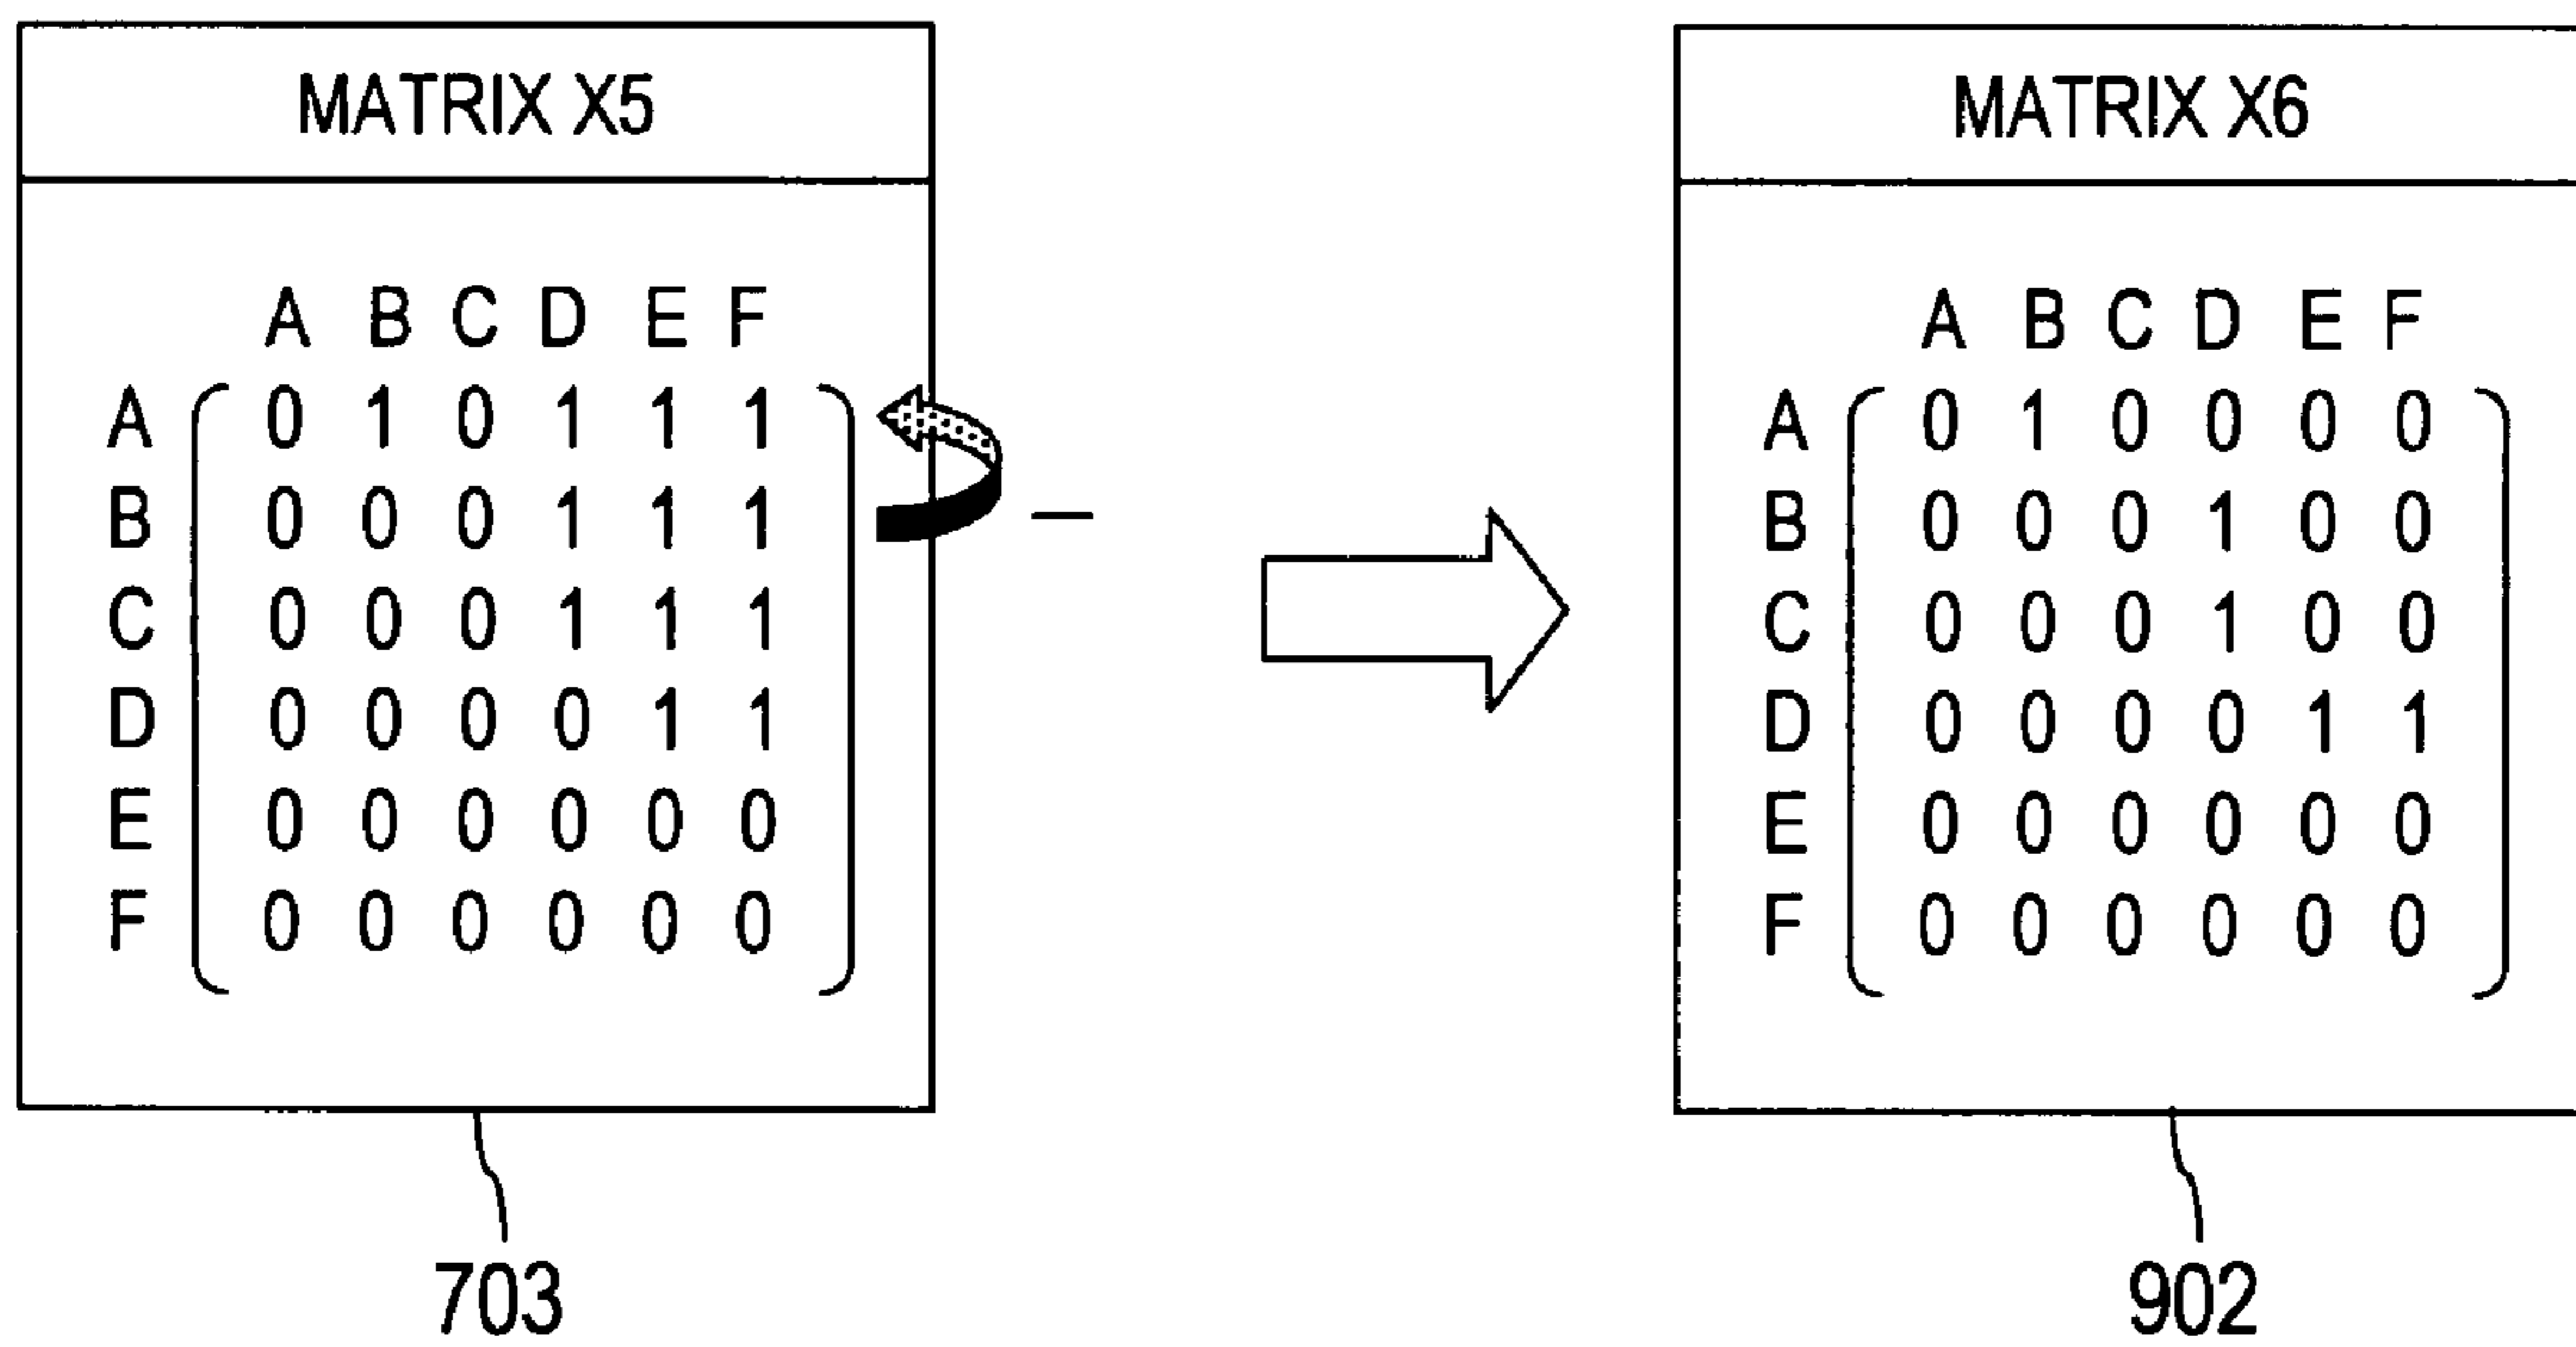 MATRIX X5
A B C D E F
A 0 1 0 1 1 1
B 0 0 0 1 1 1
C 0 0 0 1 1 1
D 0 0 0 0 1 1
E 0 0 0 0 0 0
F 0 0 0 0 0 0
–
703
MATRIX X6
A B C D E F
A 0 1 0 0 0 0
B 0 0 0 1 0 0
C 0 0 0 1 0 0
D 0 0 0 0 1 1
E 0 0 0 0 0 0
F 0 0 0 0 0 0
902